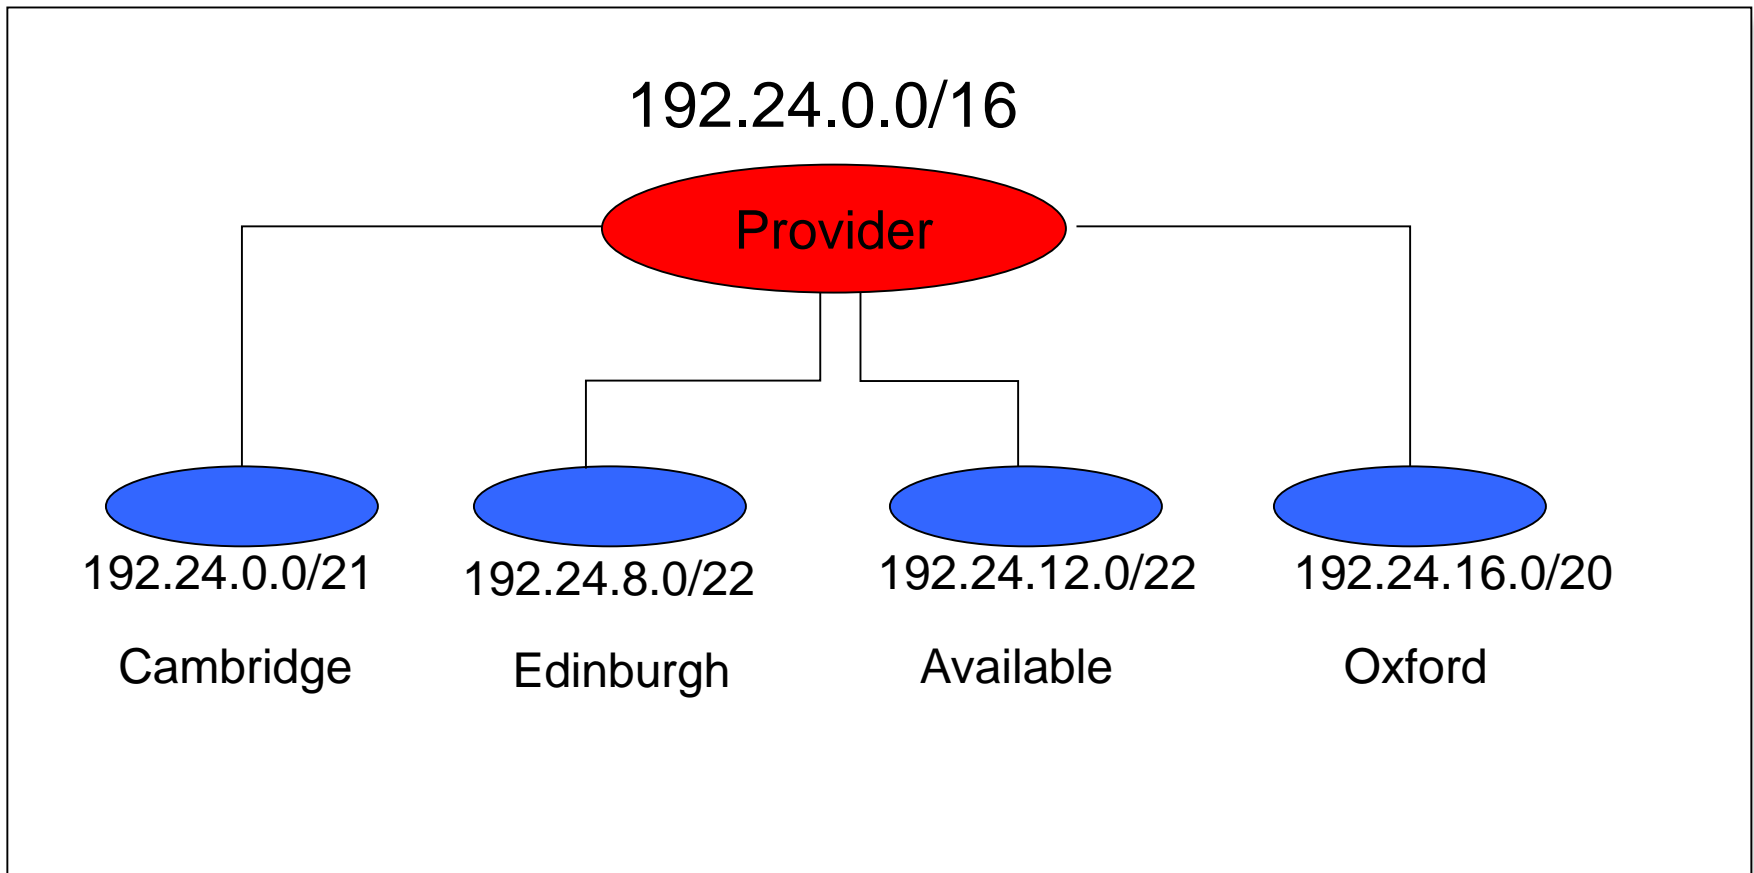 192.24.0.0/16
Provider
192.24.0.0/21
192.24.8.0/22
192.24.12.0/22
192.24.16.0/20
Cambridge
Edinburgh
Available
Oxford